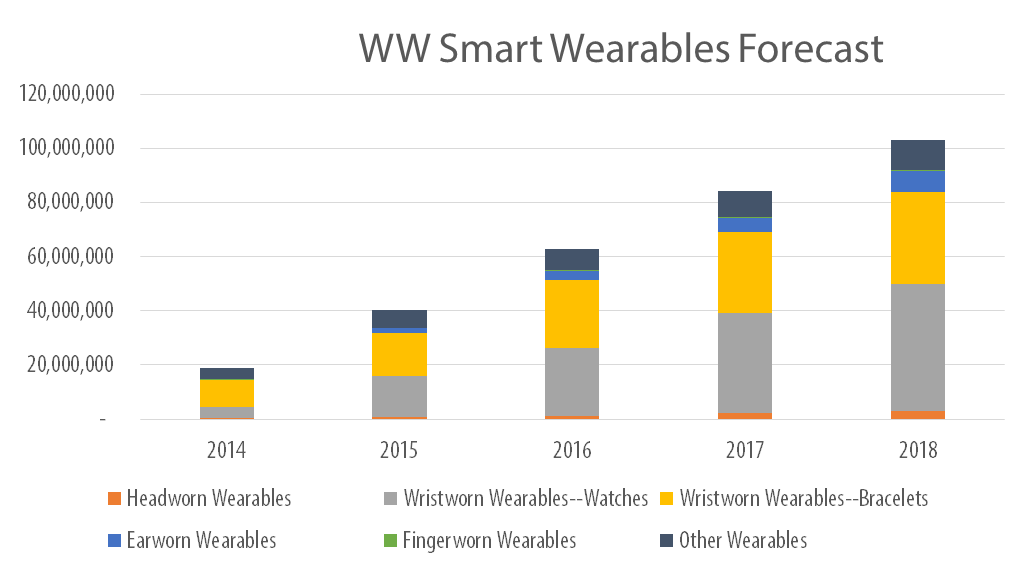 WW Smart Wearables Forecast
120,000,000
100,000,000
80,000,000
60,000,000
40,000,000
20,000,000
-
2014 2015 2016 2017 2018
Headworn Wearables Wristworn Wearables--Watches Wristworn Wearables--Bracelets
Earworn Wearables Fingerworn Wearables Other Wearables